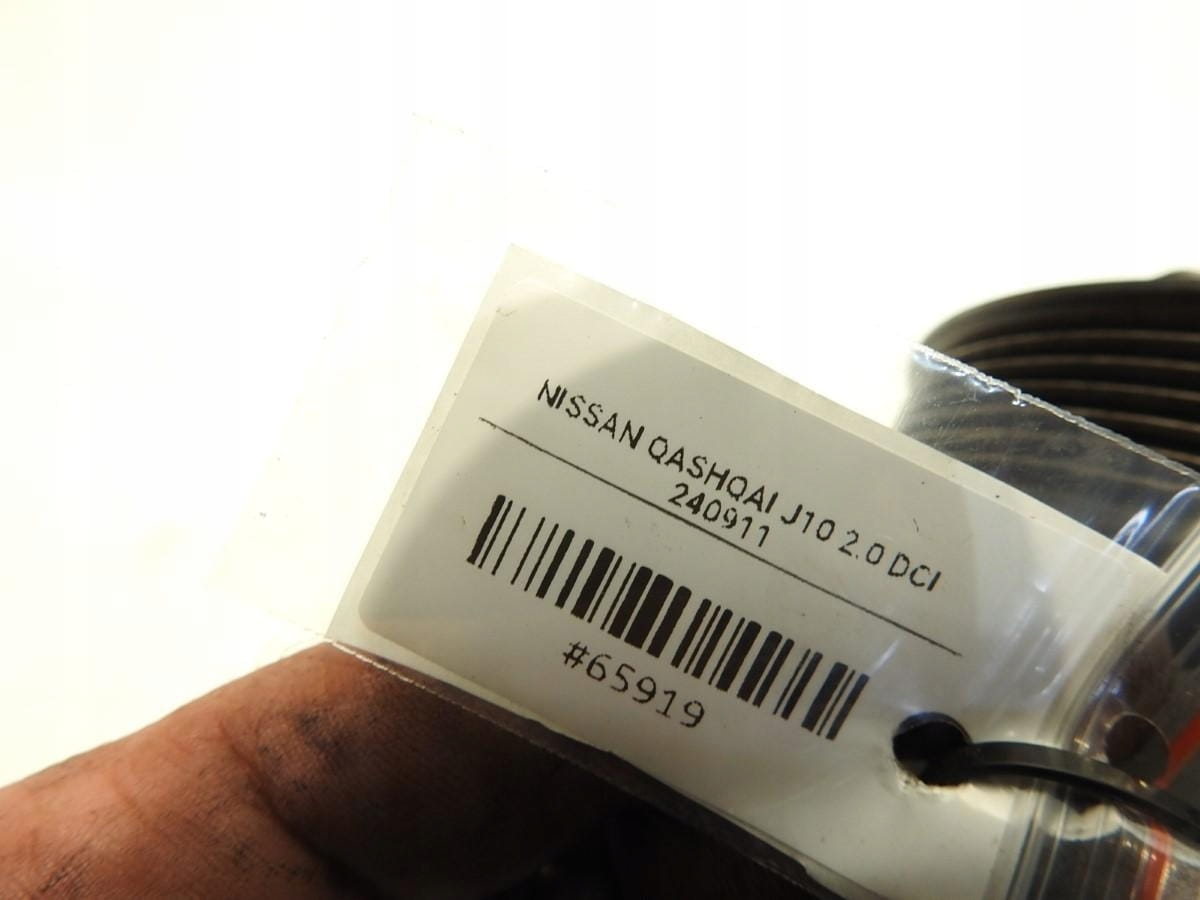 NISSAN QASHQAI J10 2.0 DCI
240911
#65919